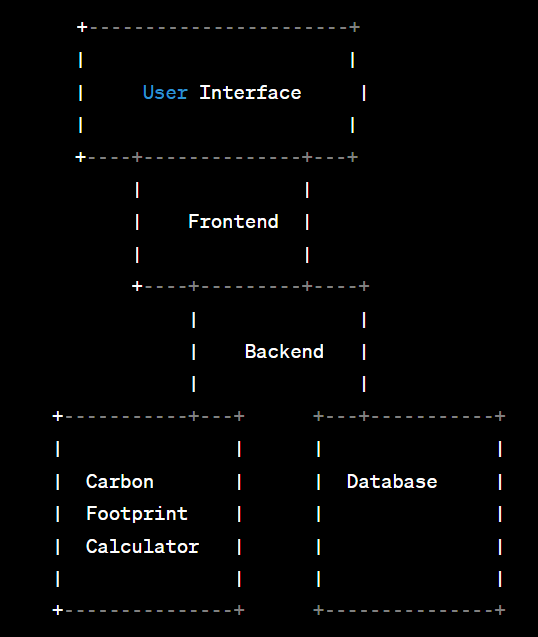 User Interface
Frontend
Backend
Carbon
Footprint
Calculator
Database